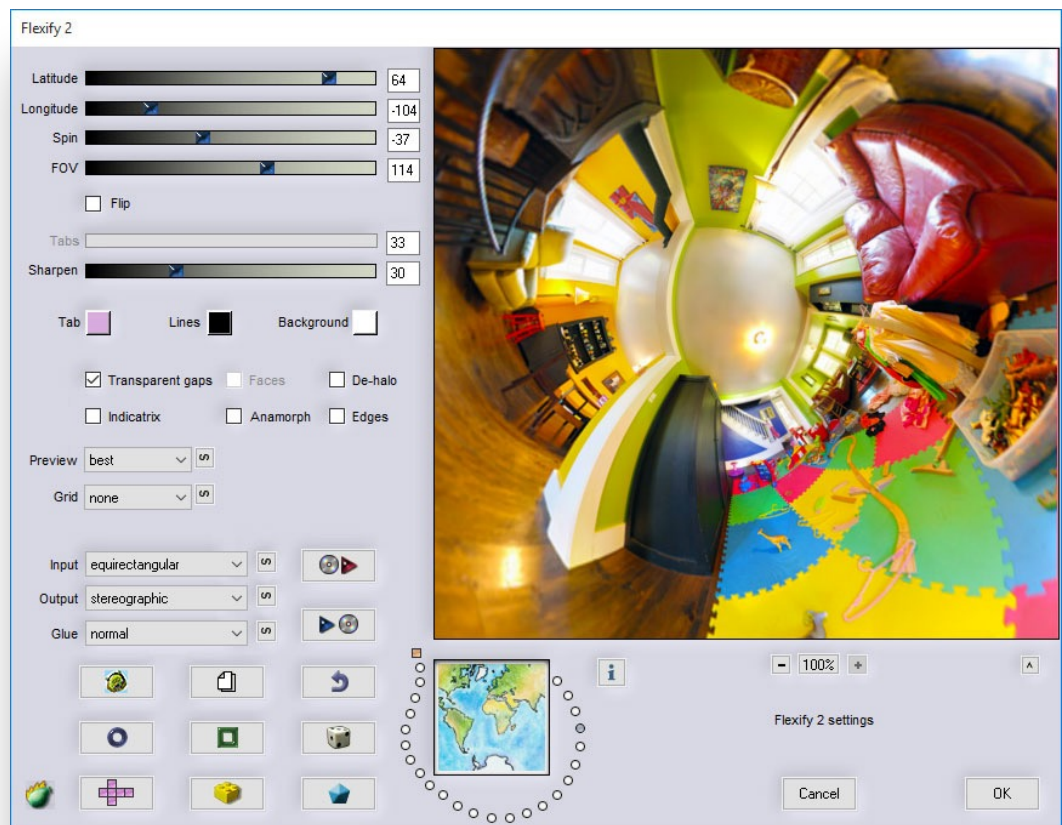 Flexify 2
Latitude 64
Longitude -104
Spin -37
FOV 114
Flip
Tabs 33
Sharpen 30
Tab Lines Background
Transparent gaps Faces De-halo
Indicatrix Anamorph Edges
Preview best S
Grid none S
Input equirectangular S
Output stereographic S
Glue normal S
i - 100% + ^
Flexify 2 settings
Cancel OK